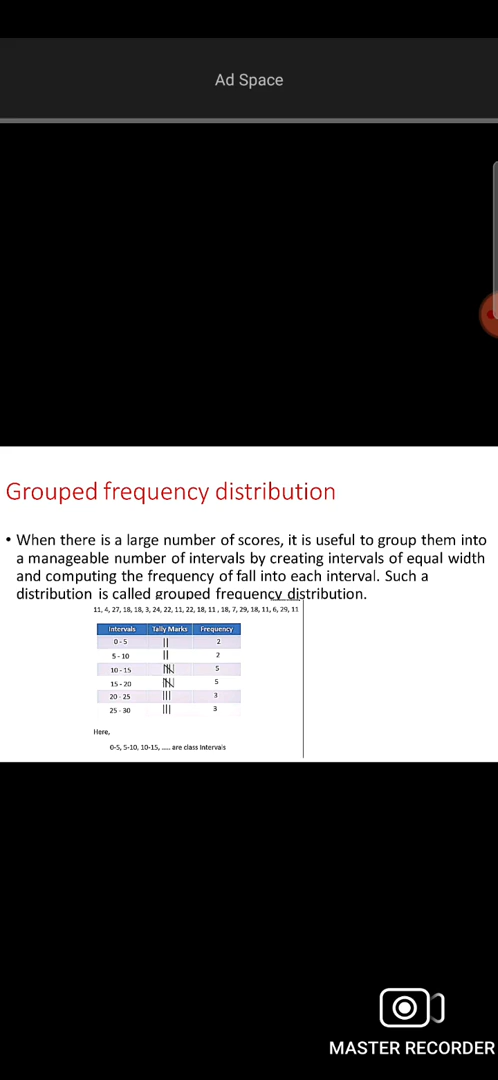 Ad Space
Grouped frequency distribution
• When there is a large number of scores, it is useful to group them into
a manageable number of intervals by creating intervals of equal width
and computing the frequency of fall into each interval. Such a
distribution is called grouped frequency distribution.
11, 4, 27, 18, 18, 3, 24, 22, 11, 22, 18, 11 , 18, 7, 29, 18, 11, 6, 29, 11
Intervals Tally Marks Frequency
0 - 5 || 2
5 - 10 || 2
10 - 15 5
15 - 20 5
20 - 25 ||| 3
25 - 30 ||| 3
Here,
0-5, 5-10, 10-15, ..... are class Intervals
MASTER RECORDER